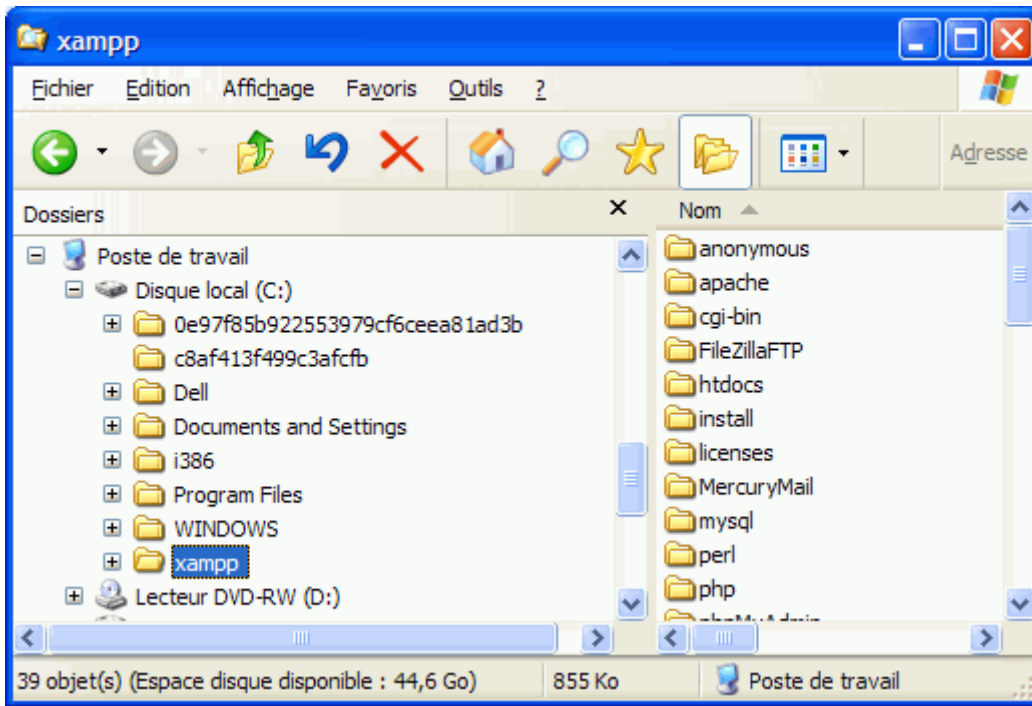 xampp
Fichier Edition Affichage Favoris Outils ?
Adresse
Dossiers
Poste de travail
Disque local (C:)
0e97f85b922553979cf6ceea81ad3b
c8af413f499c3afcfb
Dell
Documents and Settings
i386
Program Files
WINDOWS
xampp
Lecteur DVD-RW (D:)
Nom
anonymous
apache
cgi-bin
FileZillaFTP
htdocs
install
licenses
MercuryMail
mysql
perl
php
phpMyAdmin
39 objet(s) (Espace disque disponible : 44,6 Go) 855 Ko Poste de travail